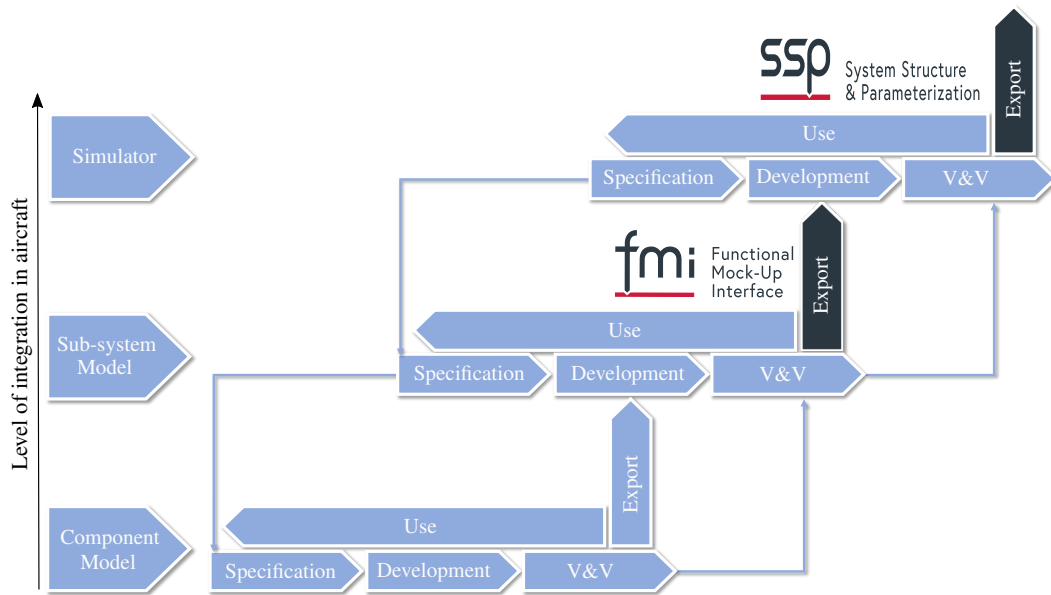 ssp
System Structure
& Parameterization
Export
Use
Simulator
Specification
Development
V&V
fmi
Functional
Mock-Up
Interface
Export
Level of integration in aircraft
Use
Sub-system
Model
Specification
Development
V&V
Export
Use
Component
Model
Specification
Development
V&V